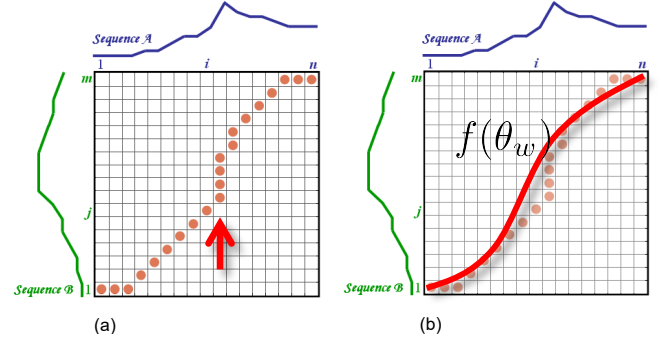 Sequence A
1 i n
m
j
Sequence B 1
(a)
Sequence A
1 i n
m
f(θ_w)
j
Sequence B 1
(b)